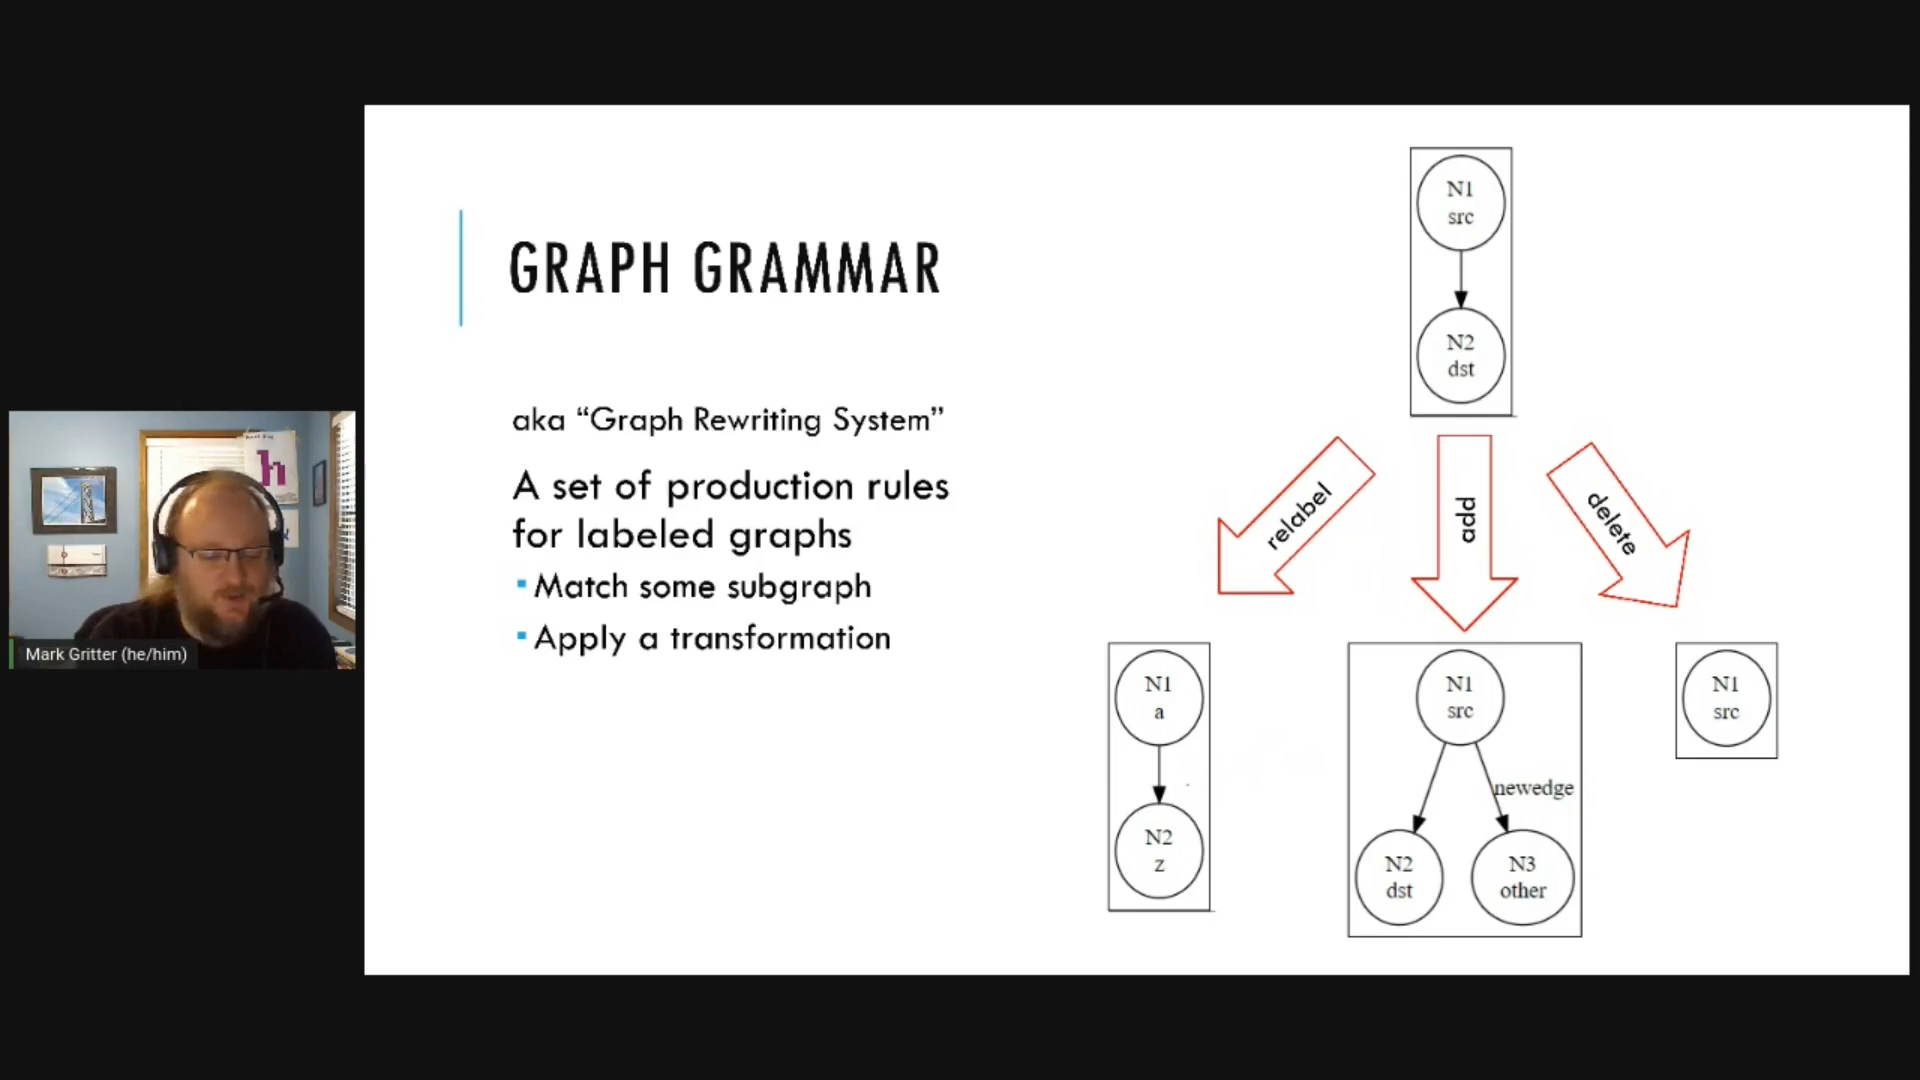 GRAPH GRAMMAR
aka “Graph Rewriting System”
A set of production rules
for labeled graphs
Match some subgraph
Apply a transformation
N1
src
N2
dst
relabel
add
delete
N1
a
N2
z
N1
src
newedge
N2
dst
N3
other
N1
src
h
Mark Gritter (he/him)